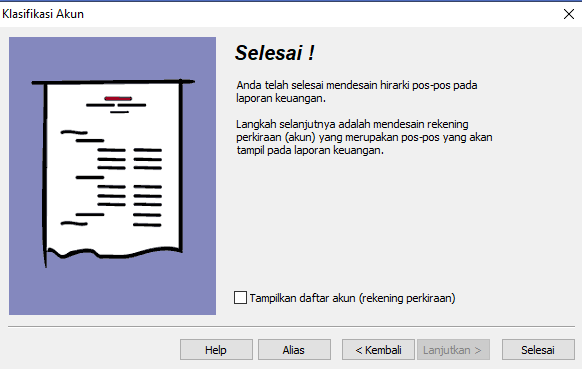 Klasifikasi Akun
Selesai !
Anda telah selesai mendesain hirarki pos-pos pada
laporan keuangan.
Langkah selanjutnya adalah mendesain rekening
perkiraan (akun) yang merupakan pos-pos yang akan
tampil pada laporan keuangan.
Tampilkan daftar akun (rekening perkiraan)
Help
Alias
< Kembali
Lanjutkan >
Selesai